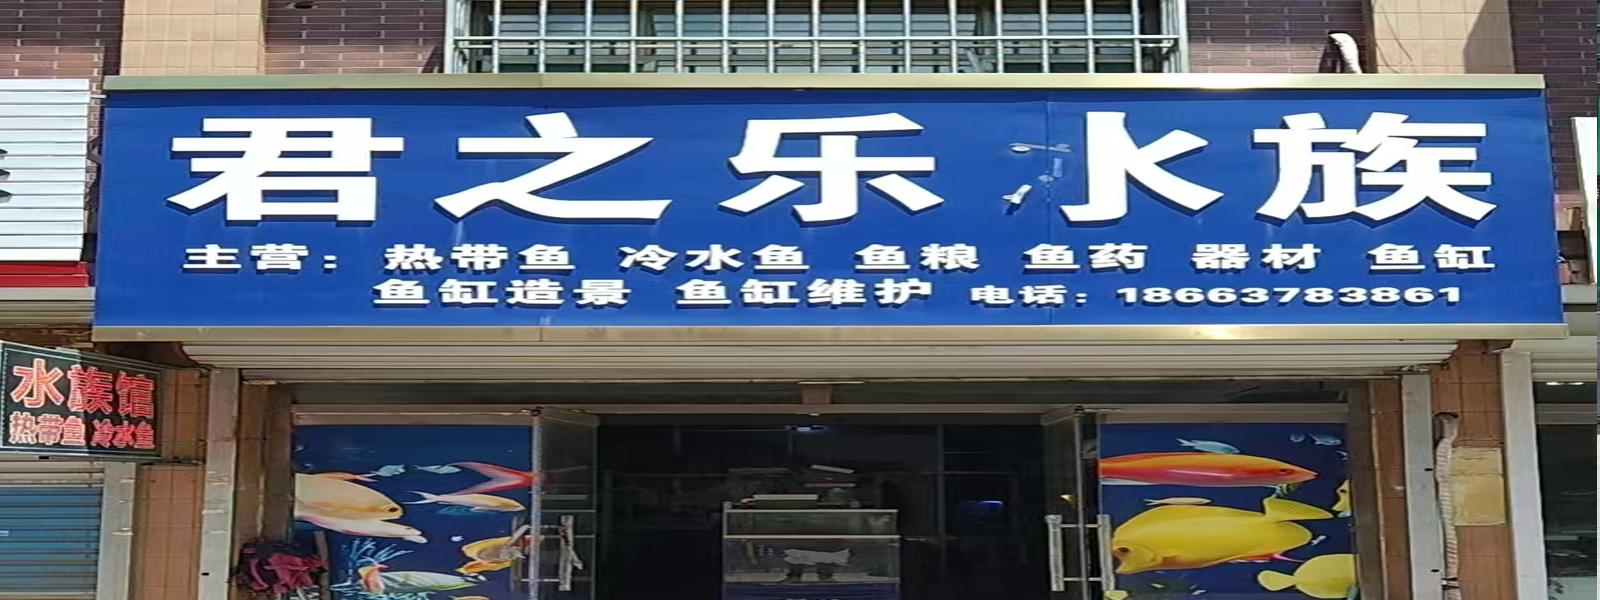 君之乐水族
主营：热带鱼 冷水鱼 鱼粮 鱼药 器材 鱼缸
鱼缸造景 鱼缸维护 电话：18663783861
水族馆
热带鱼 冷水鱼